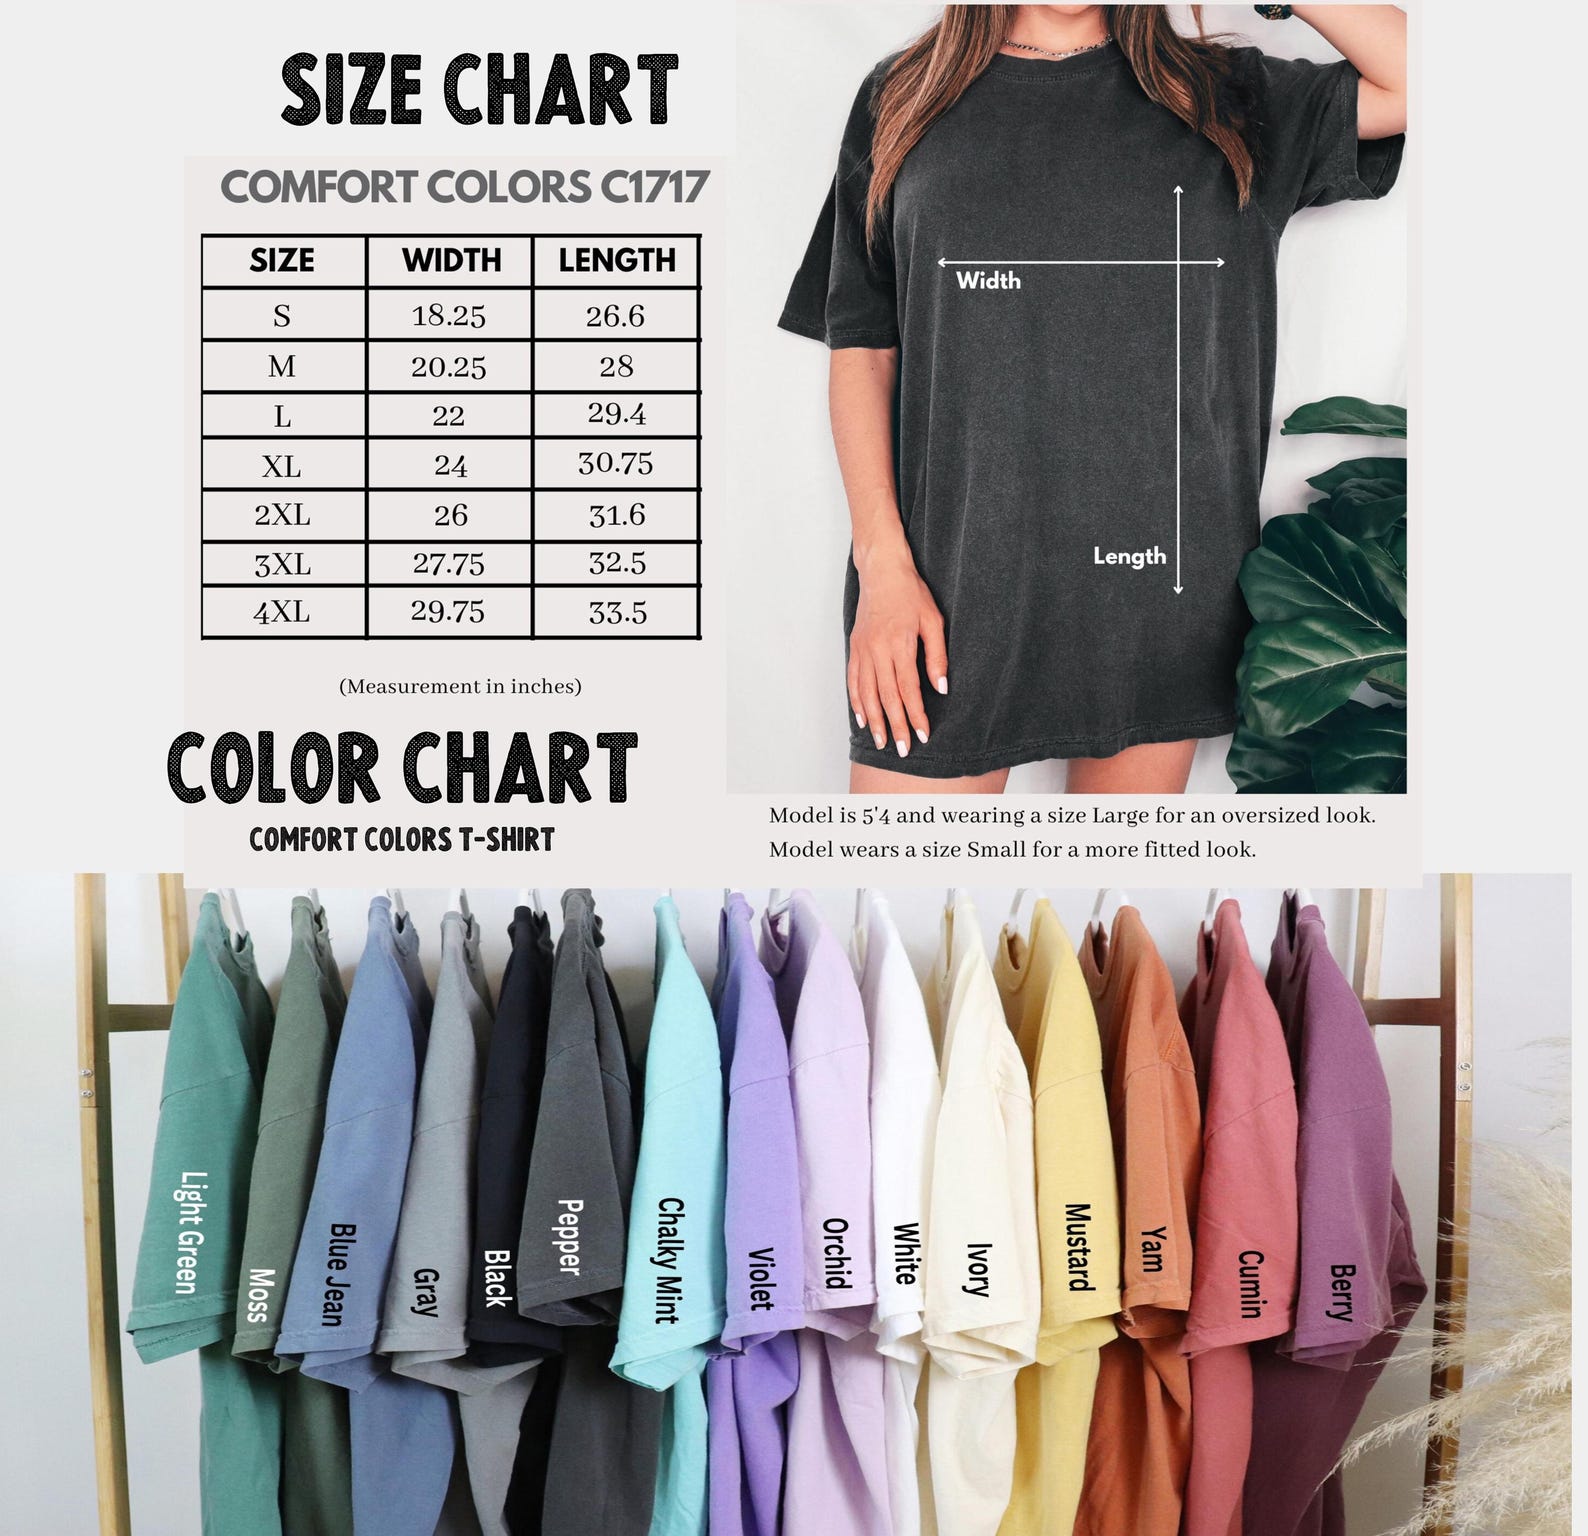 SIZE CHART
COMFORT COLORS C1717
SIZE WIDTH LENGTH
S 18.25 26.6
M 20.25 28
L 22 29.4
XL 24 30.75
2XL 26 31.6
3XL 27.75 32.5
4XL 29.75 33.5
(Measurement in inches)
Width
Length
Model is 5'4 and wearing a size Large for an oversized look.
Model wears a size Small for a more fitted look.
COLOR CHART
COMFORT COLORS T-SHIRT
Light Green
Moss
Blue Jean
Gray
Black
Pepper
Chalky Mint
Violet
Orchid
White
Ivory
Mustard
Yam
Cumin
Berry